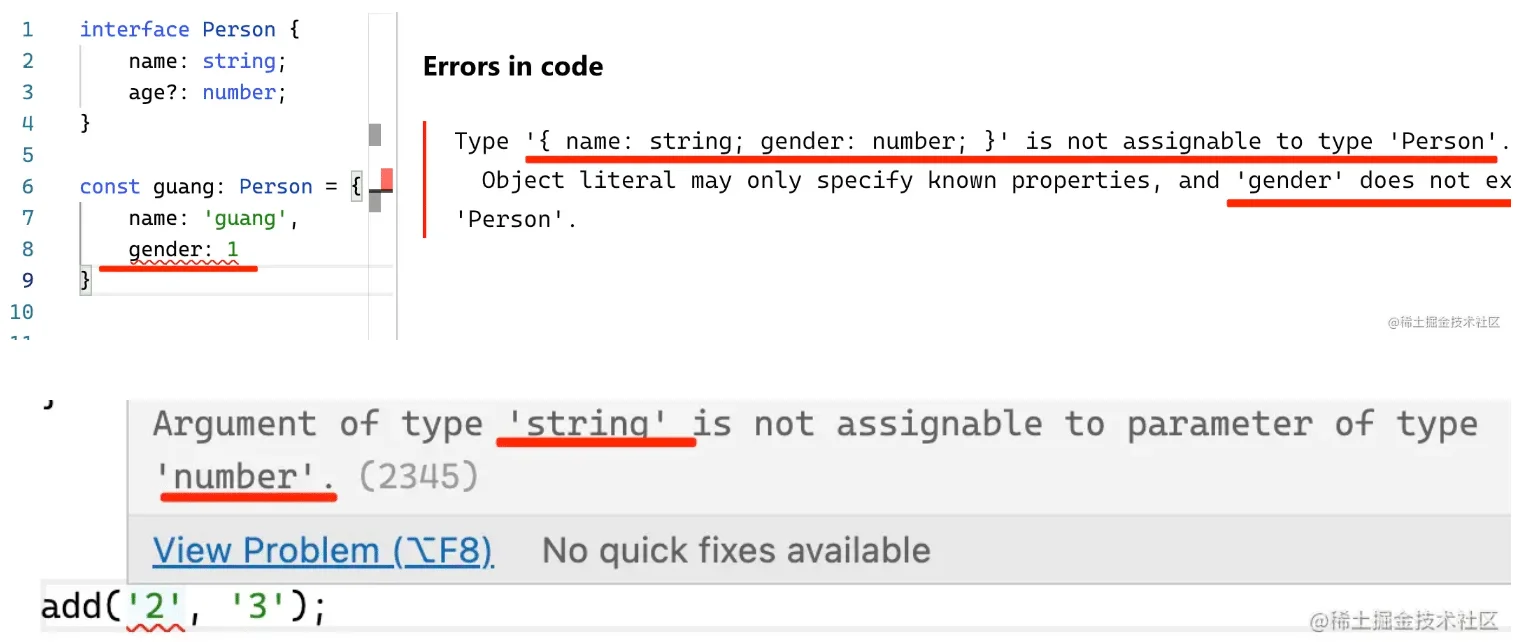 1 interface Person {
2 name: string;
3 age?: number;
4 }
5
6 const guang: Person = {
7 name: 'guang',
8 gender: 1
9 }
10
11
Errors in code
Type '{ name: string; gender: number; }' is not assignable to type 'Person'.
Object literal may only specify known properties, and 'gender' does not ex
'Person'.
@稀土掘金技术社区
}
Argument of type 'string' is not assignable to parameter of type
'number'. (2345)
View Problem (⌥F8) No quick fixes available
add('2', '3');
@稀土掘金技术社区